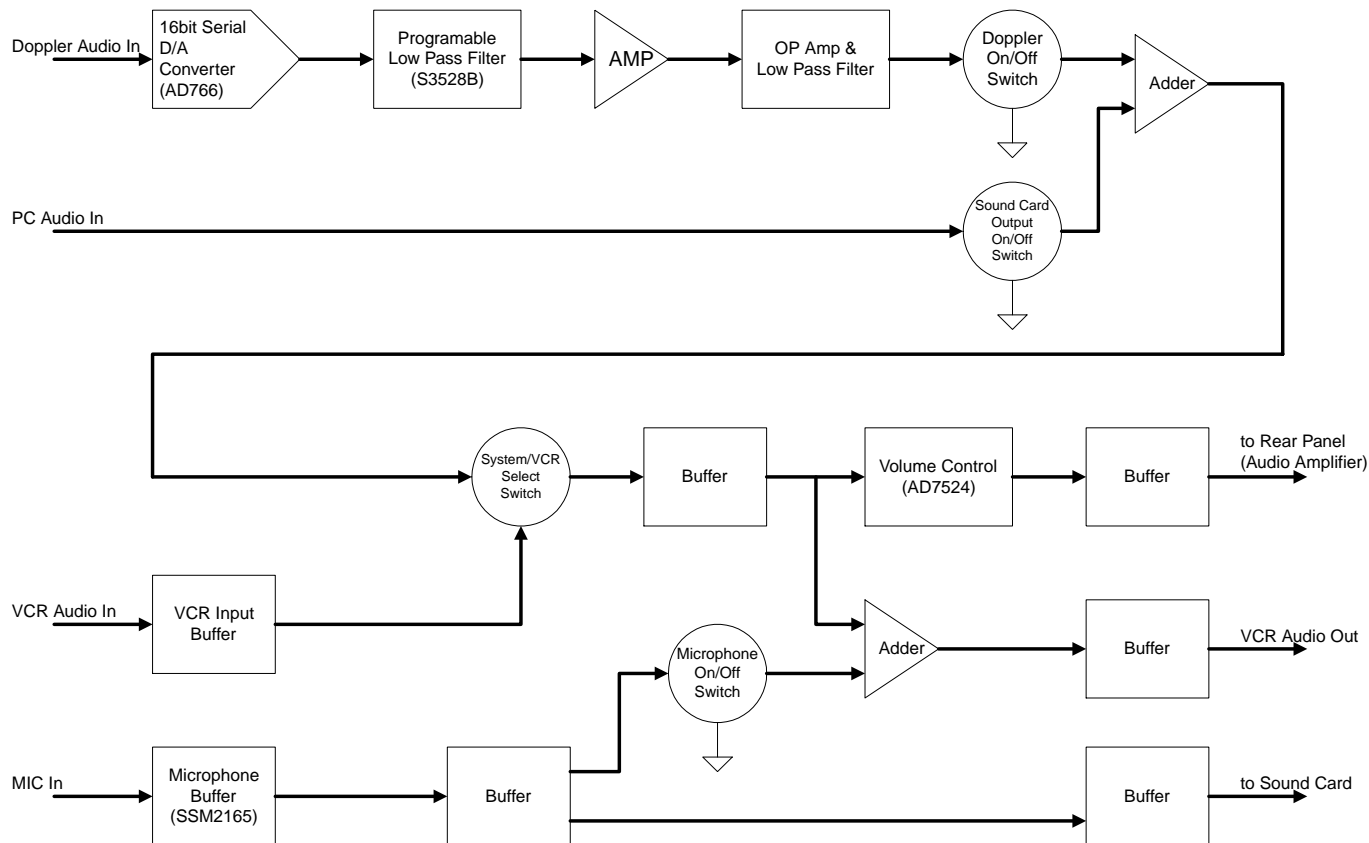 Doppler Audio In
16bit Serial
D/A
Converter
(AD766)
Programable
Low Pass Filter
(S3528B)
AMP
OP Amp &
Low Pass Filter
Doppler
On/Off
Switch
Adder
PC Audio In
Sound Card
Output
On/Off
Switch
System/VCR
Select
Switch
Buffer
Volume Control
(AD7524)
Buffer
to Rear Panel
(Audio Amplifier)
VCR Audio In
VCR Input
Buffer
Microphone
On/Off
Switch
Adder
Buffer
VCR Audio Out
MIC In
Microphone
Buffer
(SSM2165)
Buffer
Buffer
to Sound Card